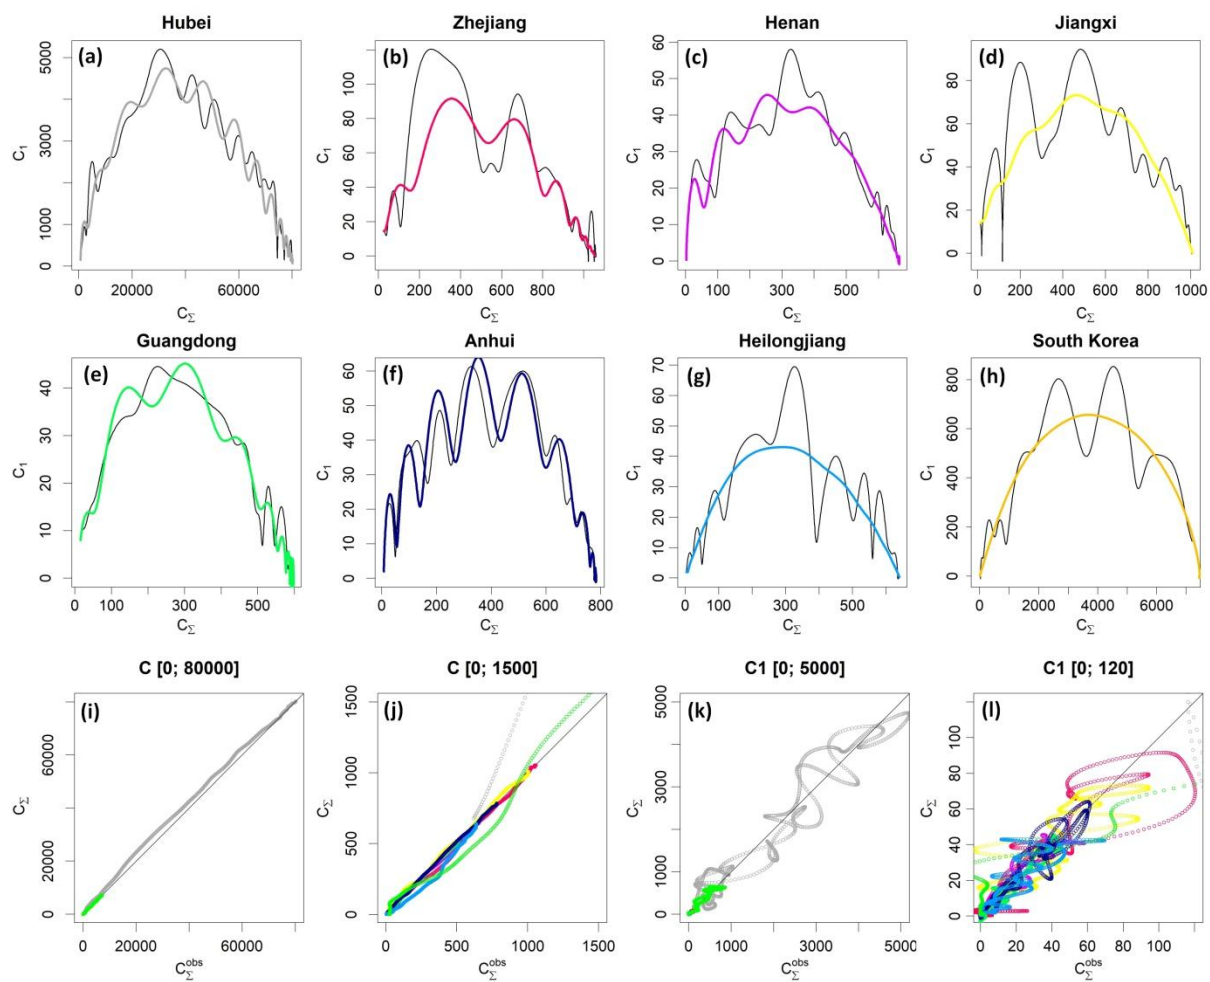 Hubei
Zhejiang
Henan
Jiangxi
(a)
(b)
(c)
(d)
C1
0 1000 3000 5000
0 20000 60000
CΣ
C1
0 20 40 60 80 100
0 200 400 600 800
CΣ
C1
0 10 20 30 40 50 60
0 100 300 500
CΣ
C1
0 20 40 60 80
0 200 400 600 800 1000
CΣ
Guangdong
Anhui
Heilongjiang
South Korea
(e)
(f)
(g)
(h)
C1
0 10 20 30 40
0 100 300 500
CΣ
C1
0 10 20 30 40 50 60
0 200 400 600 800
CΣ
C1
0 10 20 30 40 50 60 70
0 100 300 500
CΣ
C1
0 200 400 600 800
0 2000 4000 6000
CΣ
C [0; 80000]
C [0; 1500]
C1 [0; 5000]
C1 [0; 120]
(i)
(j)
(k)
(l)
CΣ
0 20000 60000
0 20000 60000
CΣobs
CΣ
0 500 1000 1500
0 500 1000 1500
CΣobs
CΣ
0 1000 3000 5000
0 1000 3000 5000
CΣobs
CΣ
0 20 40 60 80 100
0 20 40 60 80 100
CΣobs